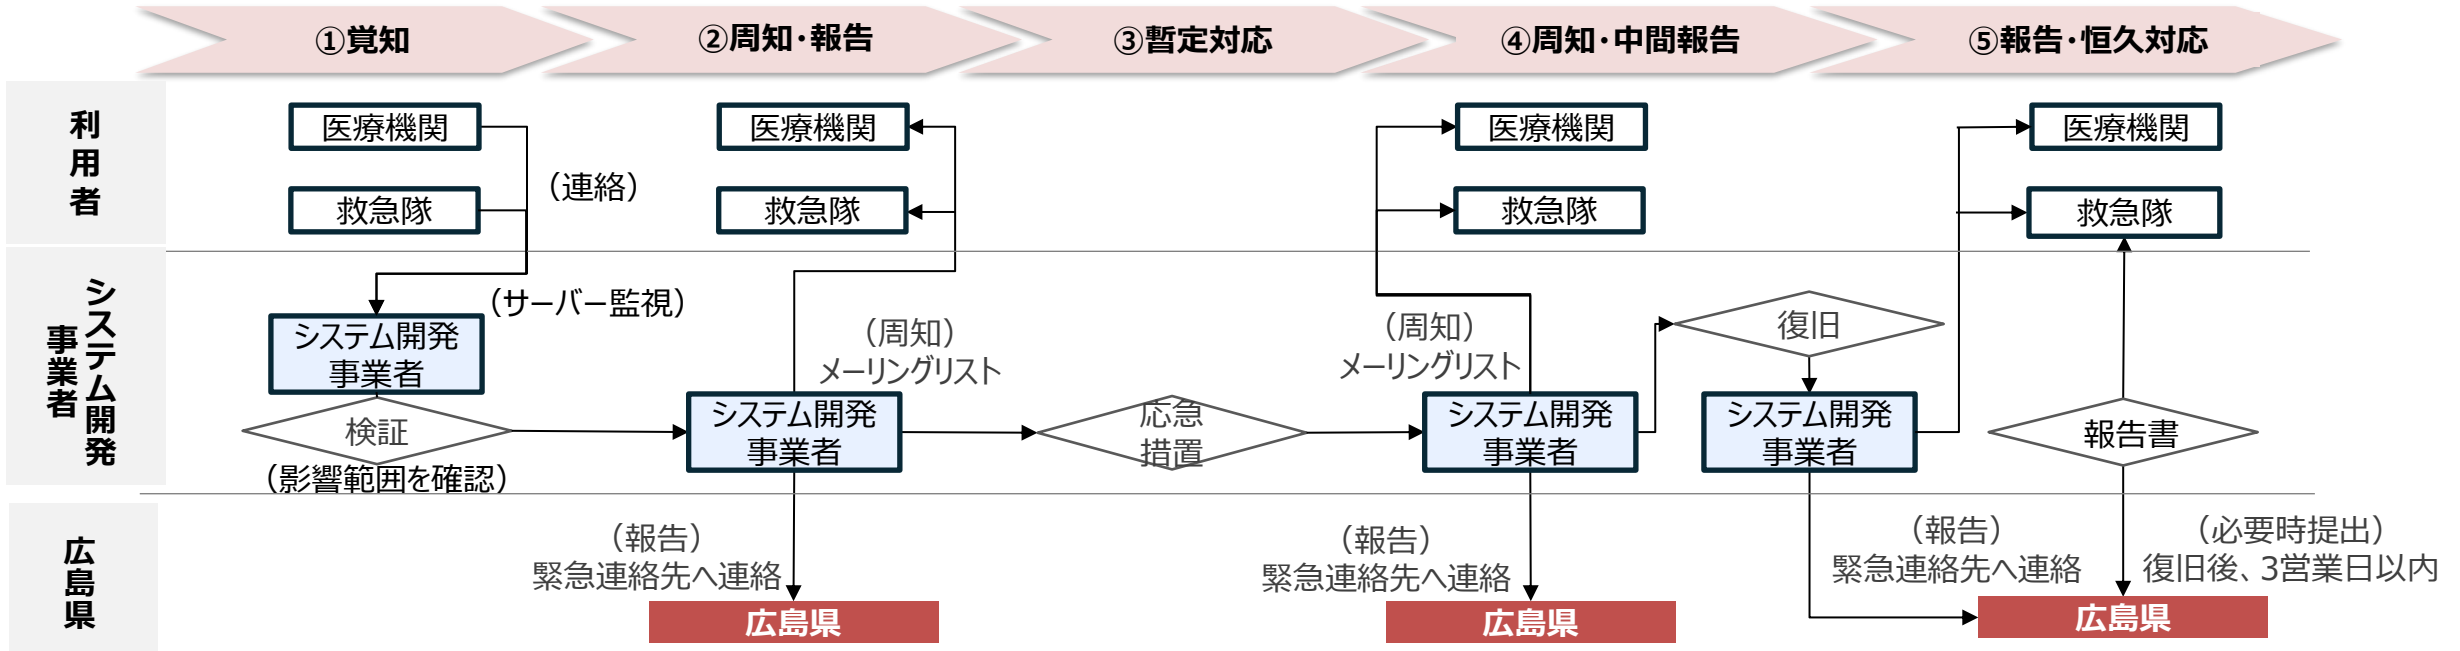 ①覚知
②周知・報告
③暫定対応
④周知・中間報告
⑤報告・恒久対応
利用者
医療機関
救急隊
（連絡）
医療機関
救急隊
医療機関
救急隊
医療機関
救急隊
システム開発
事業者
（サーバー監視）
システム開発
事業者
検証
（影響範囲を確認）
（周知）
メーリングリスト
システム開発
事業者
応急
措置
（周知）
メーリングリスト
システム開発
事業者
復旧
システム開発
事業者
報告書
広島県
（報告）
緊急連絡先へ連絡
広島県
（報告）
緊急連絡先へ連絡
広島県
（報告）
緊急連絡先へ連絡
（必要時提出）
復旧後、3営業日以内
広島県